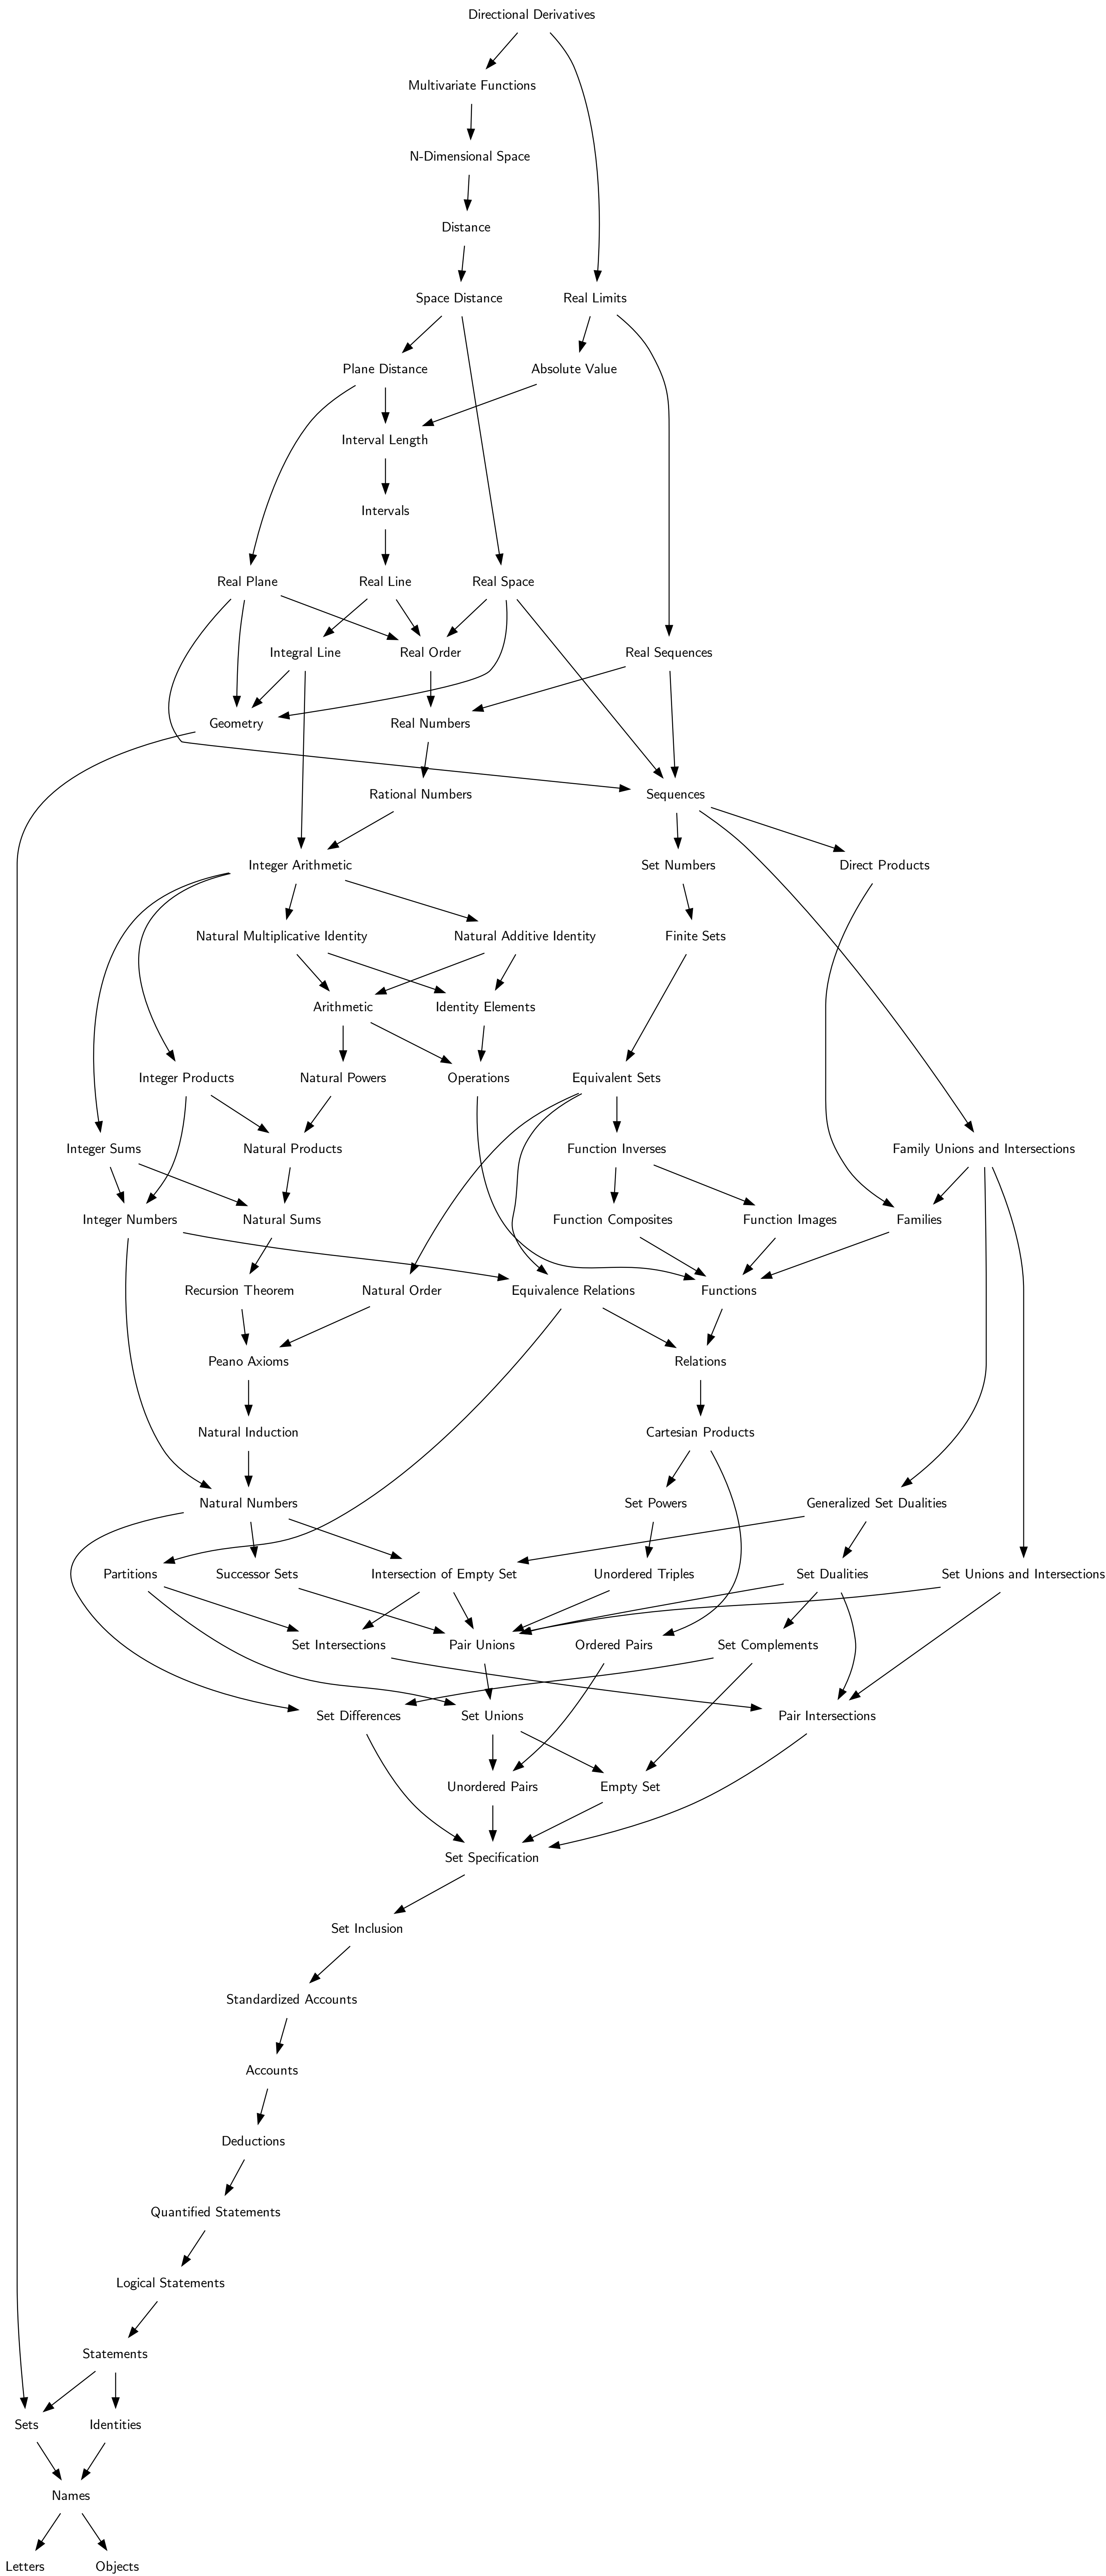 Directional Derivatives
Multivariate Functions
N-Dimensional Space
Distance
Space Distance
Real Limits
Plane Distance
Absolute Value
Interval Length
Intervals
Real Plane
Real Line
Real Space
Integral Line
Real Order
Real Sequences
Geometry
Real Numbers
Rational Numbers
Sequences
Integer Arithmetic
Set Numbers
Direct Products
Natural Multiplicative Identity
Natural Additive Identity
Finite Sets
Arithmetic
Identity Elements
Integer Products
Natural Powers
Operations
Equivalent Sets
Integer Sums
Natural Products
Function Inverses
Family Unions and Intersections
Integer Numbers
Natural Sums
Function Composites
Function Images
Families
Recursion Theorem
Natural Order
Equivalence Relations
Functions
Peano Axioms
Relations
Natural Induction
Cartesian Products
Natural Numbers
Set Powers
Generalized Set Dualities
Partitions
Successor Sets
Intersection of Empty Set
Unordered Triples
Set Dualities
Set Unions and Intersections
Set Intersections
Pair Unions
Ordered Pairs
Set Complements
Set Differences
Set Unions
Pair Intersections
Unordered Pairs
Empty Set
Set Specification
Set Inclusion
Standardized Accounts
Accounts
Deductions
Quantified Statements
Logical Statements
Statements
Sets
Identities
Names
Letters
Objects